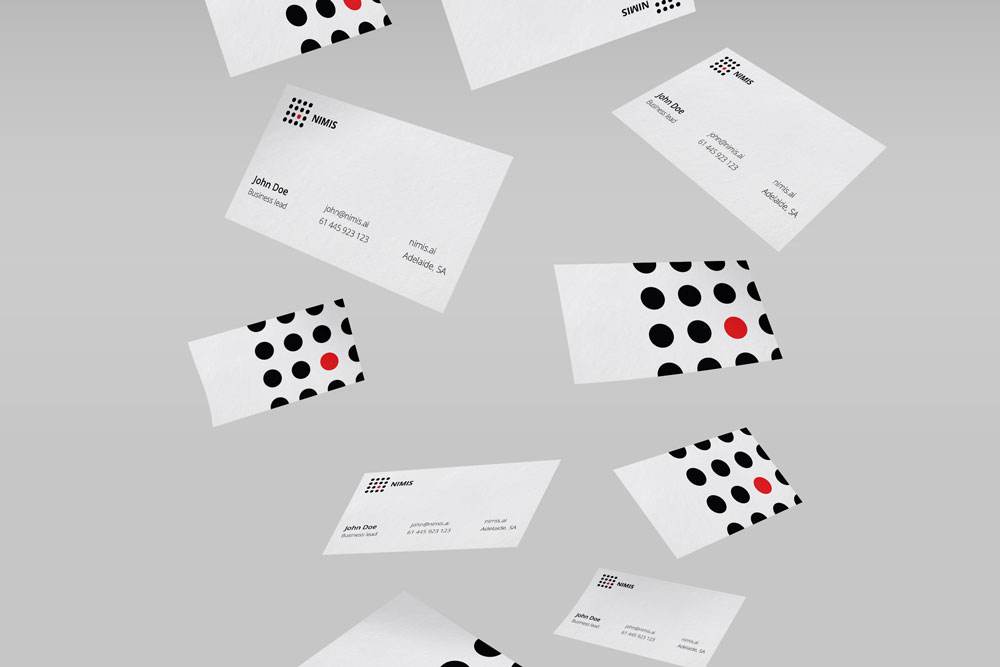 NIMIS
NIMIS
John Doe
Business lead
john@nimis.ai
61 445 923 123
nimis.ai
Adelaide, SA
NIMIS
John Doe
Business lead
john@nimis.ai
61 445 923 123
nimis.ai
Adelaide, SA
NIMIS
John Doe
Business lead
john@nimis.ai
61 445 923 123
nimis.ai
Adelaide, SA
NIMIS
John Doe
Business lead
john@nimis.ai
61 445 923 123
nimis.ai
Adelaide, SA